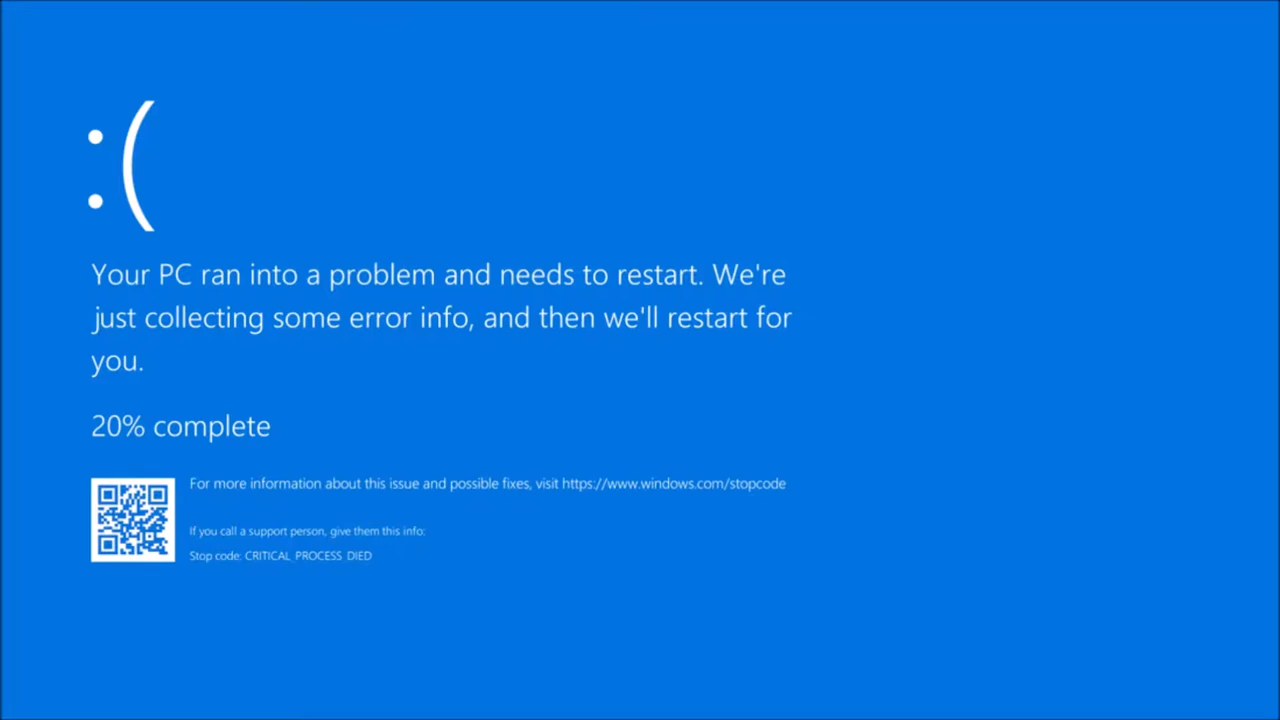 :(
Your PC ran into a problem and needs to restart. We're
just collecting some error info, and then we'll restart for
you.
20% complete
For more information about this issue and possible fixes, visit https://www.windows.com/stopcode
If you call a support person, give them this info:
Stop code: CRITICAL_PROCESS_DIED